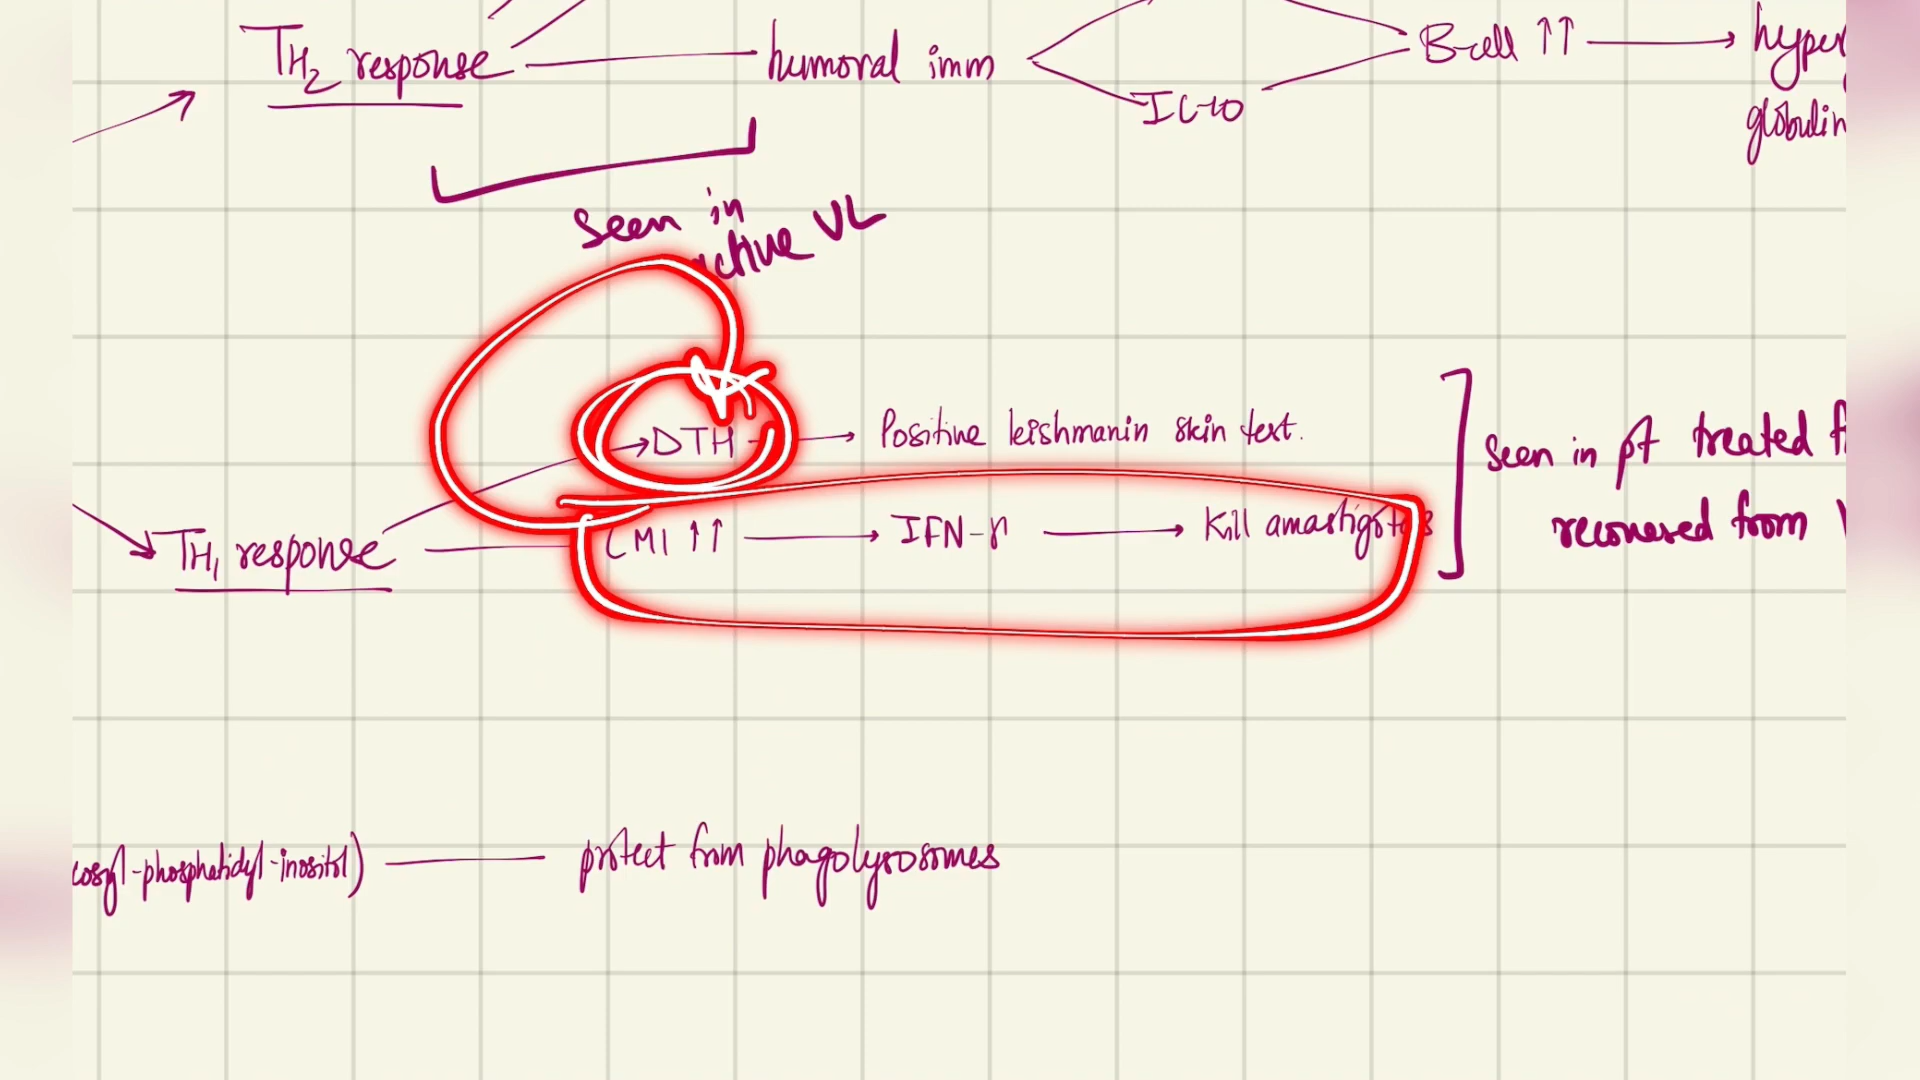 TH2 response humoral imm B-cell ↑↑ hyper
IL-10 globulin
Seen in
active VL
DTH → Positive leishmanin skin test.
Seen in pt treated
recovered from
TH1 response CMI ↑↑ → IFN-γ → Kill amastigotes
cosyl-phosphatidyl-inositol) protect from phagolysosomes